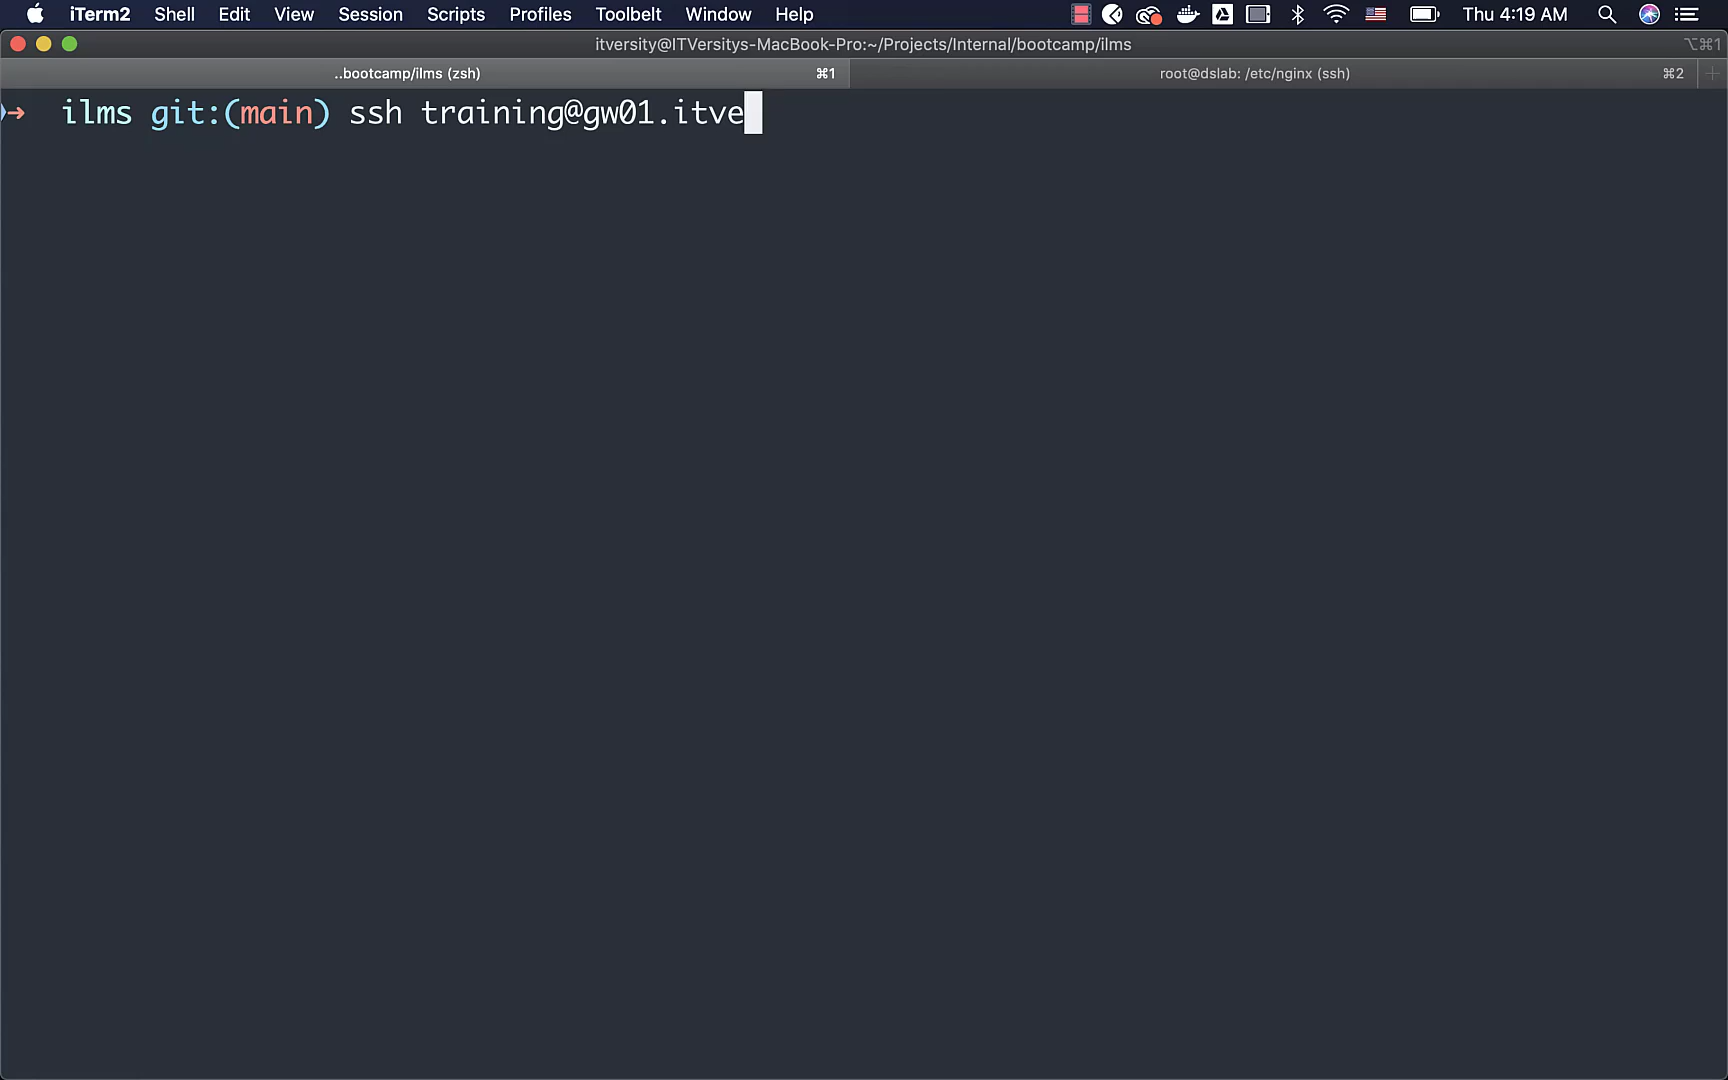 iTerm2 Shell Edit View Session Scripts Profiles Toolbelt Window Help Thu 4:19 AM
itversity@ITVersitys-MacBook-Pro:~/Projects/Internal/bootcamp/ilms ⌥⌘1
..bootcamp/ilms (zsh) ⌘1 root@dslab: /etc/nginx (ssh) ⌘2
→ ilms git:(main) ssh training@gw01.itve